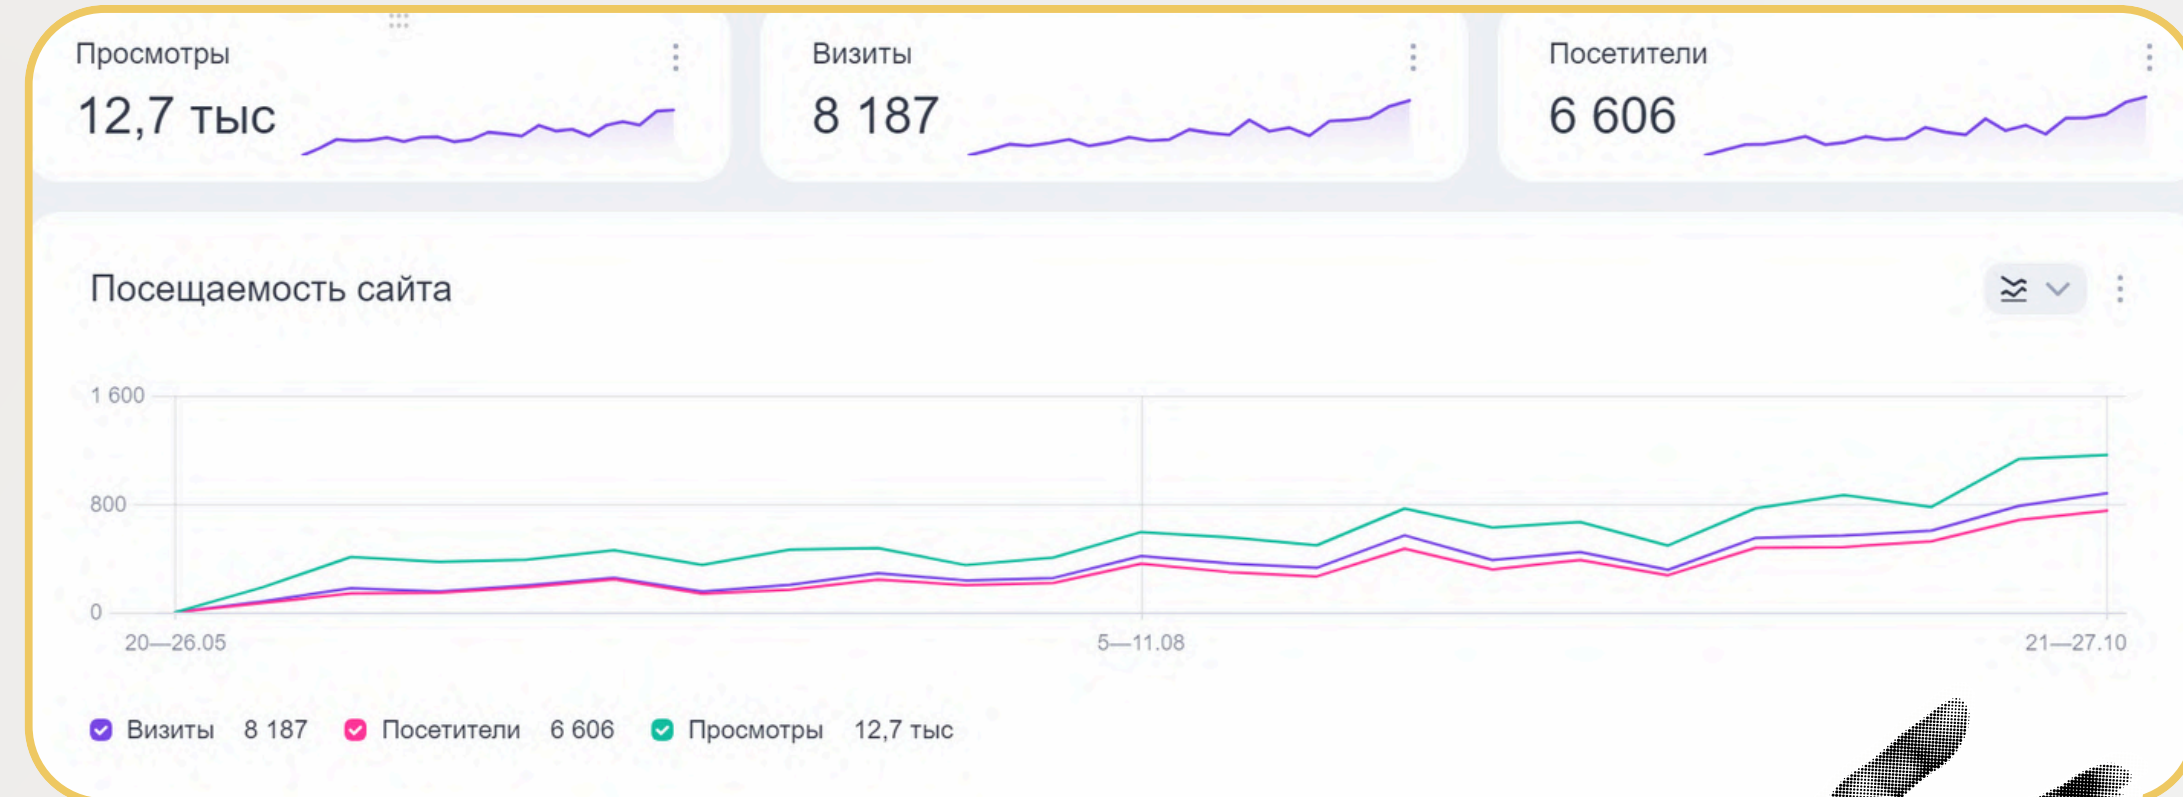 Просмотры
12,7 тыс
Визиты
8 187
Посетители
6 606
Посещаемость сайта
1 600
800
0
20—26.05
5—11.08
21—27.10
Визиты 8 187 Посетители 6 606 Просмотры 12,7 тыс